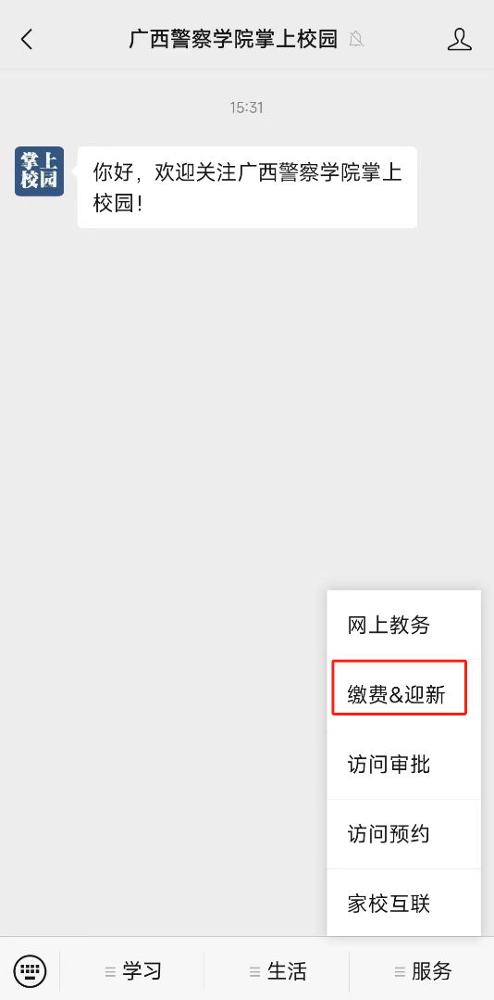 广西警察学院掌上校园
15:31
掌上
校园
你好，欢迎关注广西警察学院掌上
校园！
网上教务
缴费&迎新
访问审批
访问预约
家校互联
学习
生活
服务